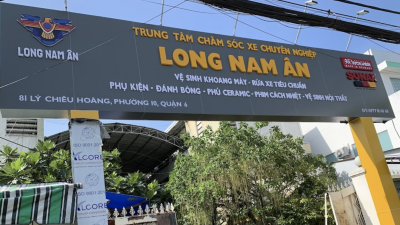 TRUNG TÂM CHĂM SÓC XE CHUYÊN NGHIỆP
LONG NAM ÂN
LONG NAM ÂN
VỆ SINH KHOANG MÁY - RỬA XE TIÊU CHUẨN
PHỤ KIỆN - ĐÁNH BÓNG - PHỦ CERAMIC - PHIM CÁCH NHIỆT - VỆ SINH NỘI THẤT
81 LÝ CHIÊU HOÀNG, PHƯỜNG 10, QUẬN 6